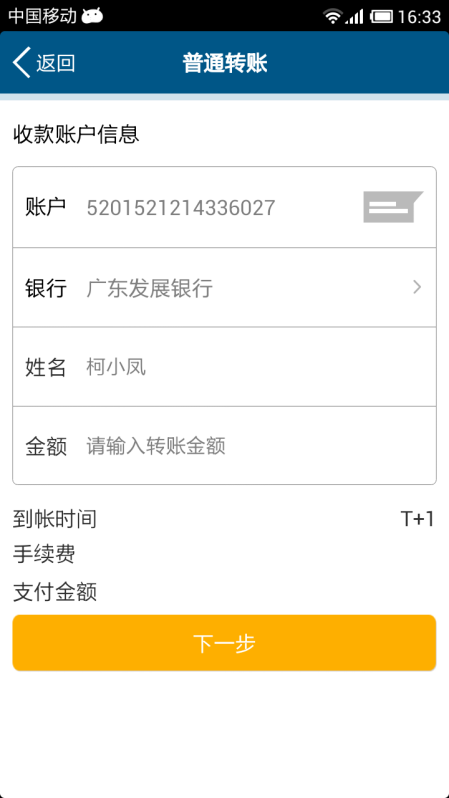 中国移动 16:33
返回 普通转账
收款账户信息
账户 5201521214336027
银行 广东发展银行
姓名 柯小凤
金额 请输入转账金额
到帐时间 T+1
手续费
支付金额
下一步